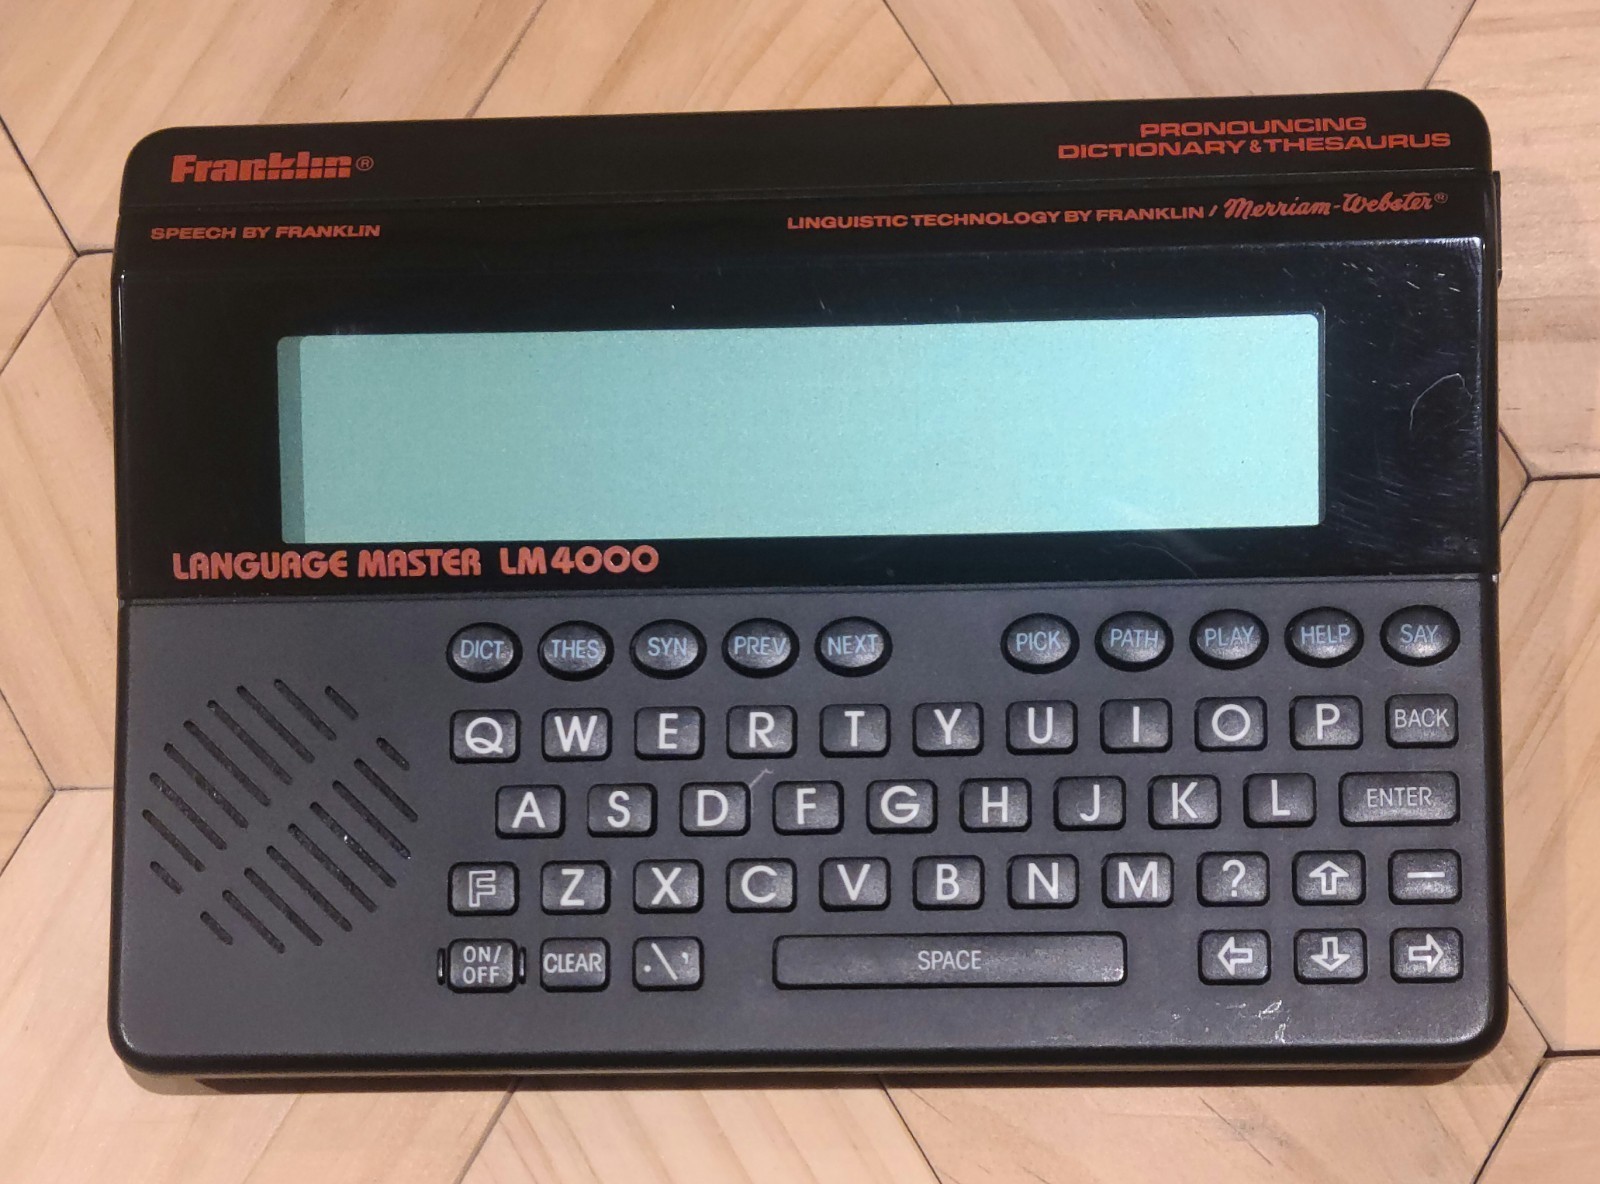 Franklin®
PRONOUNCING
DICTIONARY & THESAURUS
SPEECH BY FRANKLIN
LINGUISTIC TECHNOLOGY BY FRANKLIN / Merriam-Webster®
LANGUAGE MASTER LM4000
DICT THES SYN PREV NEXT PICK PATH PLAY HELP SAY
Q W E R T Y U I O P BACK
A S D F G H J K L ENTER
F Z X C V B N M ? ⇧ —
ON/
OFF CLEAR .\' SPACE ⇦ ⇩ ⇨